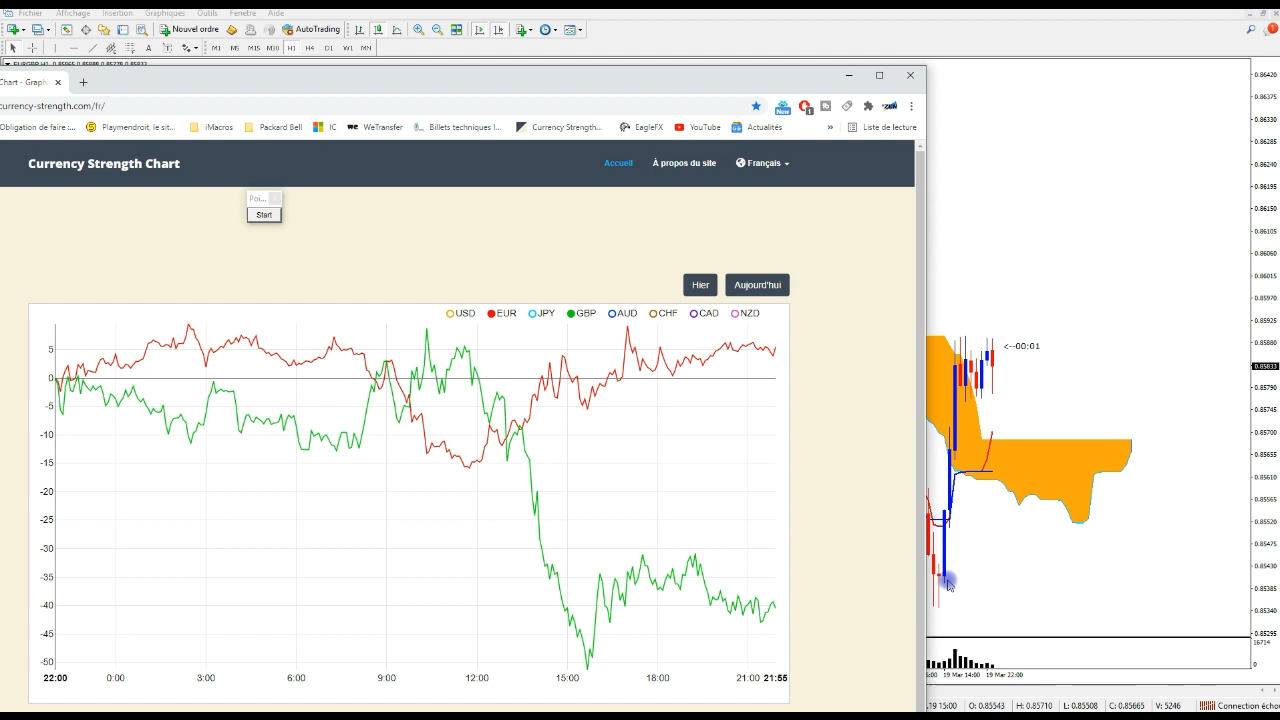 Fichier Affichage Insertion Graphiques Outils Fenetre Aide
Nouvel ordre AutoTrading
M1 M5 M15 M30 H1 H4 D1 W1 MN
Chart - Graphi
currency-strength.com/fr/
Obligation de faire :... Playmendroit, le sit... iMacros Packard Bell IC WeTransfer Billets techniques l... Currency Strength... EagleFX YouTube Actualités » Liste de lecture
Currency Strength Chart
Accueil À propos du site Français
Poi...
Start
Hier Aujourd'hui
USD EUR JPY GBP AUD CHF CAD NZD
5
0
-5
-10
-15
-20
-25
-30
-35
-40
-45
-50
22:00 0:00 3:00 6:00 9:00 12:00 15:00 18:00 21:00 21:55
<--00:01
0.86420
0.86375
0.86330
0.86285
0.86240
0.86195
0.86150
0.86105
0.86060
0.86015
0.85970
0.85925
0.85880
0.85833
0.85700
0.85655
0.85610
0.85475
0.85430
0.85385
0.85340
0.85295
16714
0
19 Mar 14:00 19 Mar 22:00
.19 15:00 O: 0.85543 H: 0.85710 L: 0.85508 C: 0.85665 V: 5246 Connection écho